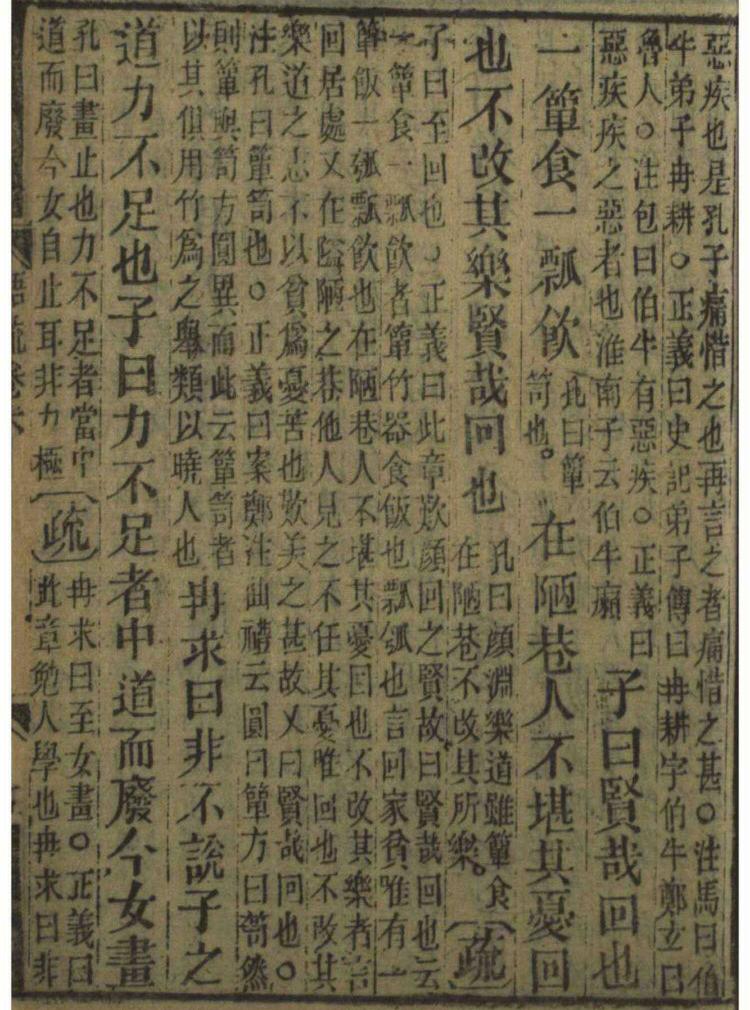 惡疾也是孔子痛惜之也再言之者痛惜之甚○注馬曰伯
牛弟子冉耕○正義曰史記弟子傳曰冉耕字伯牛鄭玄曰
魯人○注包曰伯牛有惡疾○正義曰
惡疾疾之惡者也淮南子云伯牛癩
子曰賢哉回也
一簞食一瓢飲
孔曰簞
笥也。
在陋巷人不堪其憂回
也不改其樂賢哉回也
孔曰顏淵樂道雖簞食
在陋巷不改其所樂。
疏
子曰至回也○正義曰此章歎顏回之賢故曰賢哉回也云
一簞食一瓢飲者簞竹器食飯也瓢瓠也言回家貧唯有一
簞飯一瓠瓢飲也在陋巷人不堪其憂回也不改其樂者言
回居處又在隘陋之巷他人見之不任其憂唯回也不改其
樂道之志不以貧爲憂苦也歎美之甚故又曰賢哉回也○
注孔曰簞笥也○正義曰案鄭注曲禮云圓曰簞方曰笥然
則簞與笥方圓異而此云簞笥者
以其俱用竹爲之舉類以曉人也
冉求曰非不說子之
道力不足也子曰力不足者中道而廢今女畫
孔曰畫止也力不足者當中
道而廢今女自止耳非力極
疏
冉求曰至女畫○正義曰
此章勉人學也冉求曰非